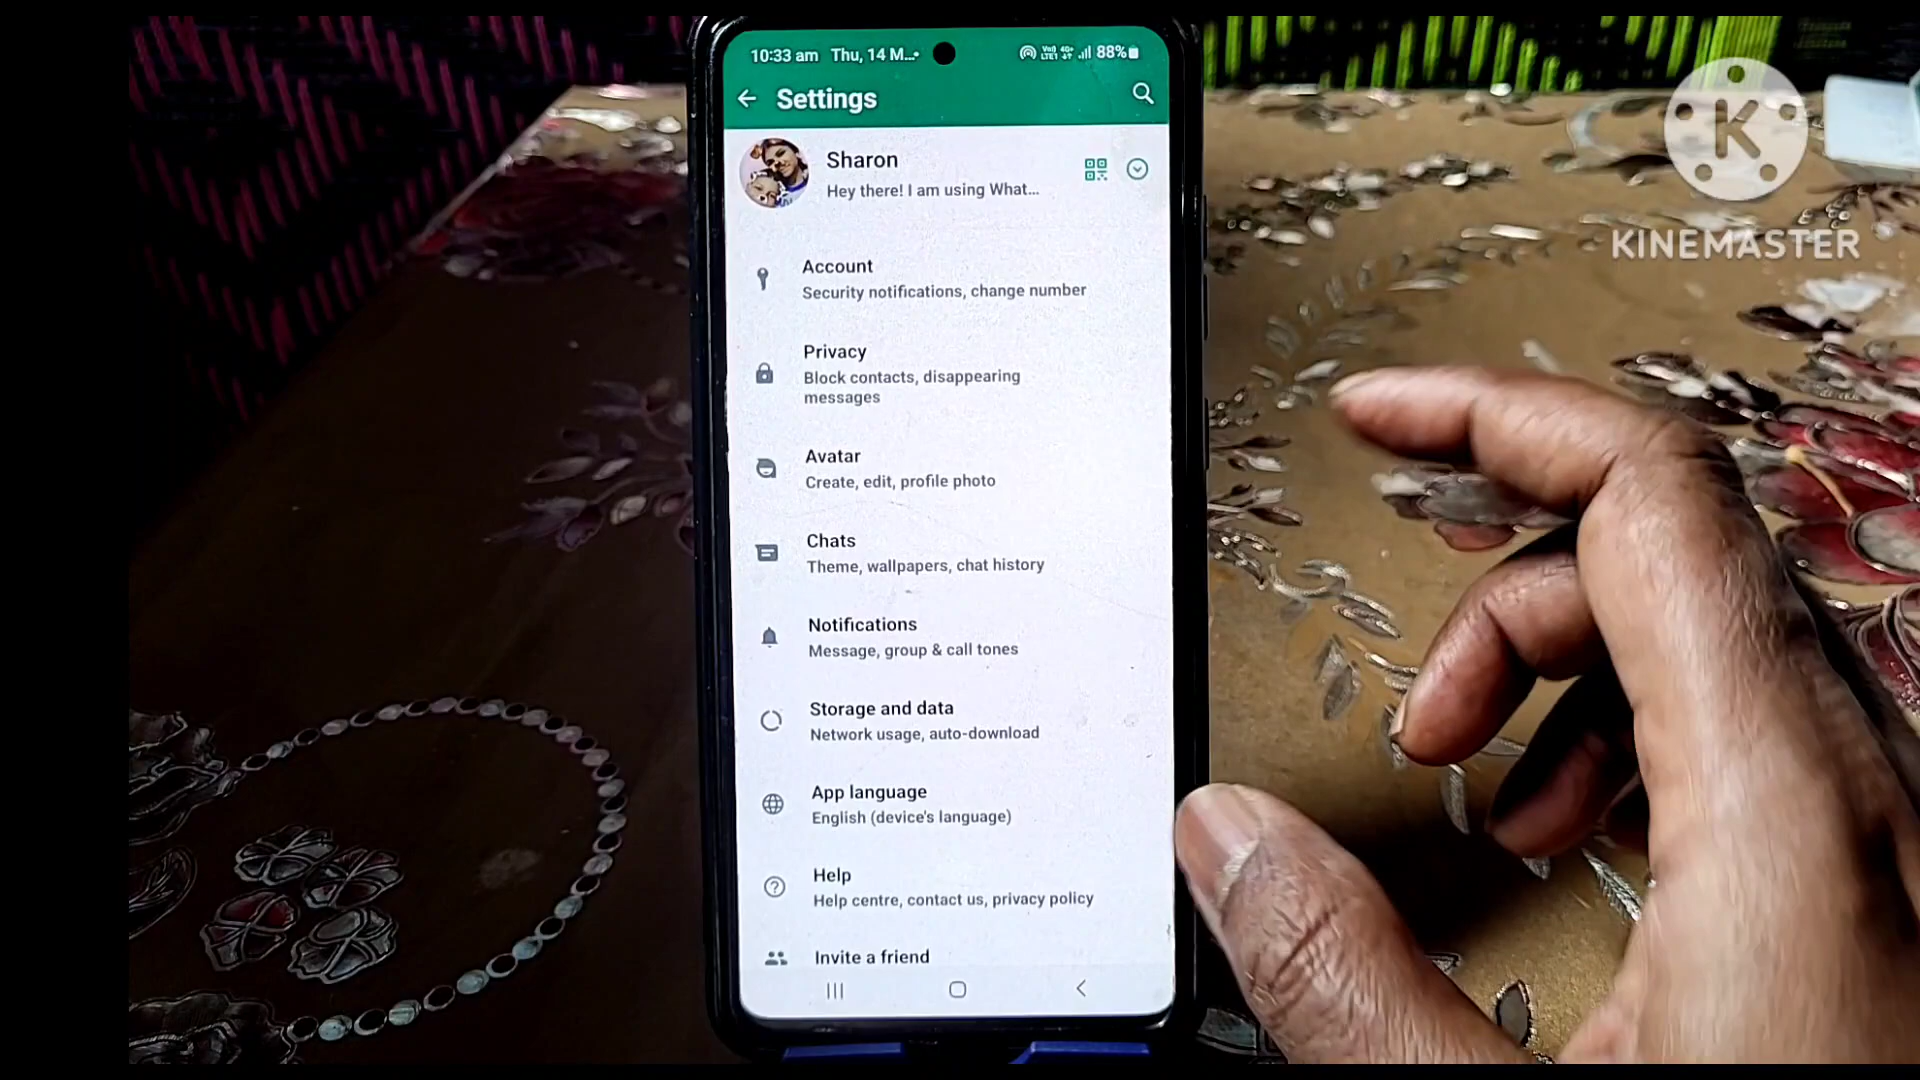 10:33 am Thu, 14 M...• 88%
Settings
Sharon
Hey there! I am using What...
Account
Security notifications, change number
Privacy
Block contacts, disappearing
messages
Avatar
Create, edit, profile photo
Chats
Theme, wallpapers, chat history
Notifications
Message, group & call tones
Storage and data
Network usage, auto-download
App language
English (device's language)
Help
Help centre, contact us, privacy policy
Invite a friend
K
KINEMASTER